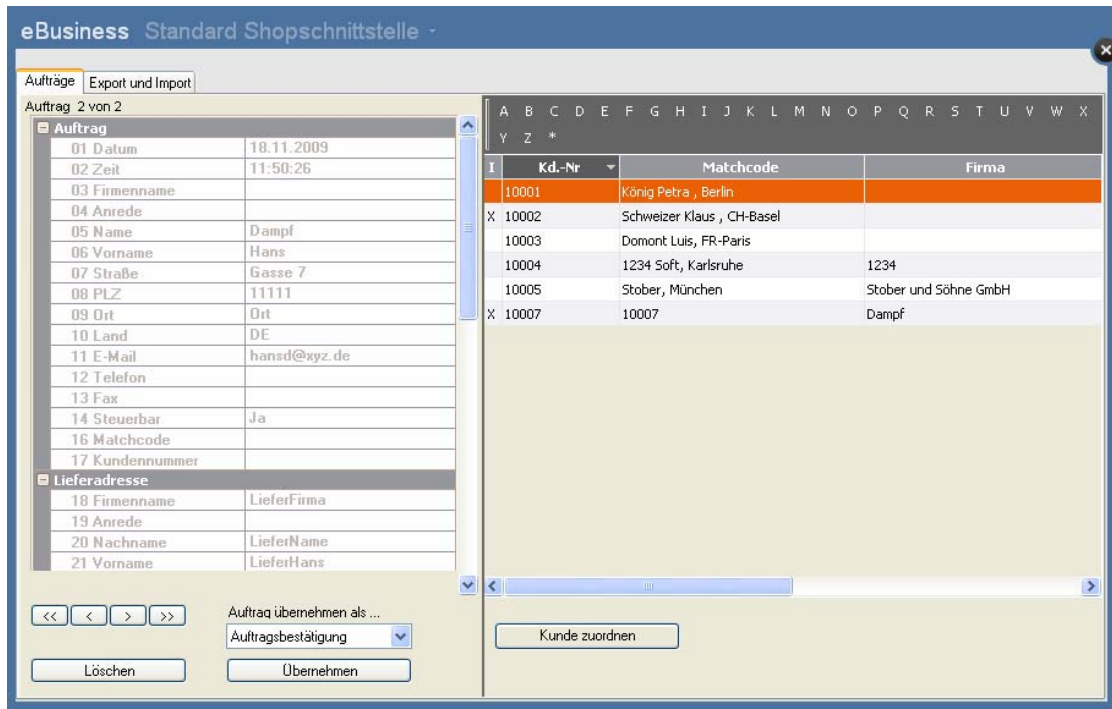 eBusiness Standard Shopschnittstelle
Aufträge Export und Import
Auftrag 2 von 2
Auftrag
01 Datum 18.11.2009
02 Zeit 11:50:26
03 Firmenname
04 Anrede
05 Name Dampf
06 Vorname Hans
07 Straße Gasse 7
08 PLZ 11111
09 Ort Ort
10 Land DE
11 E-Mail hansd@xyz.de
12 Telefon
13 Fax
14 Steuerbar Ja
16 Matchcode
17 Kundennummer
Lieferadresse
18 Firmenname LieferFirma
19 Anrede
20 Nachname LieferName
21 Vorname LieferHans
<< < > >>
Auftrag übernehmen als ...
Auftragsbestätigung
Löschen Übernehmen
A B C D E F G H I J K L M N O P Q R S T U V W X
Y Z *
I Kd.-Nr Matchcode Firma
10001 König Petra , Berlin
X 10002 Schweizer Klaus , CH-Basel
10003 Domont Luis, FR-Paris
10004 1234 Soft, Karlsruhe 1234
10005 Stober, München Stober und Söhne GmbH
X 10007 10007 Dampf
Kunde zuordnen